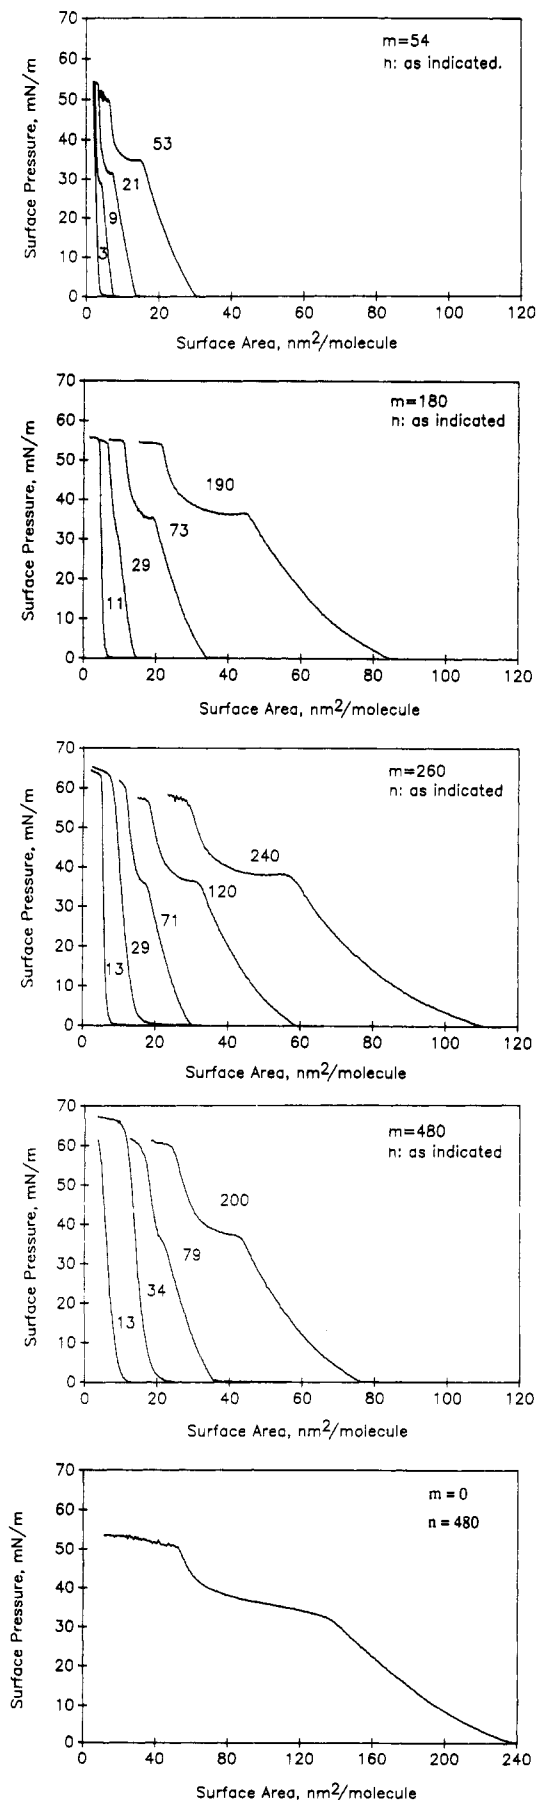 70
60
50
40
30
20
10
0
Surface Pressure, mN/m
m=54
n: as indicated.
53
21
9
3
0 20 40 60 80 100 120
Surface Area, nm²/molecule
70
60
50
40
30
20
10
0
Surface Pressure, mN/m
m=180
n: as indicated
190
73
29
11
0 20 40 60 80 100 120
Surface Area, nm²/molecule
70
60
50
40
30
20
10
0
Surface Pressure, mN/m
m=260
n: as indicated
240
120
71
29
13
0 20 40 60 80 100 120
Surface Area, nm²/molecule
70
60
50
40
30
20
10
0
Surface Pressure, mN/m
m=480
n: as indicated
200
79
34
13
0 20 40 60 80 100 120
Surface Area, nm²/molecule
70
60
50
40
30
20
10
0
Surface Pressure, mN/m
m = 0
n = 480
0 40 80 120 160 200 240
Surface Area, nm²/molecule